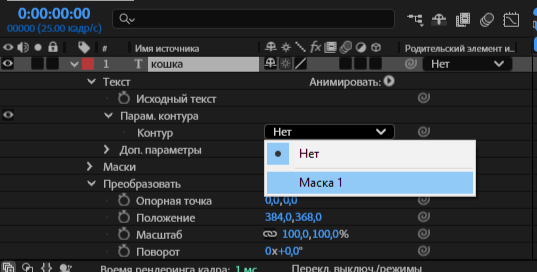 0:00:00:00
00000 (25.00 кадр/с)
# Имя источника fx Родительский элемент и...
1 T кошка Нет
Текст Анимировать:
Исходный текст
Парам. контура
Контур Нет
Нет
Доп. параметры
Маски
Маска 1
Преобразовать
Опорная точка 0,0,0,0
Положение 384,0,368,0
Масштаб 100,0,100,0%
Поворот 0x+0,0°
Время рендеринга кадра: 1 мс Перекл. выключ./режимы